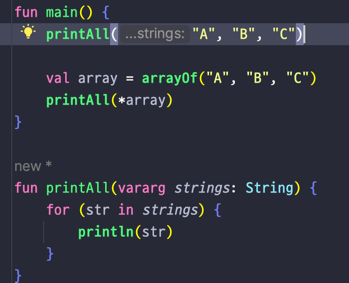 fun main() {
    printAll( ...strings: "A", "B", "C")
    val array = arrayOf("A", "B", "C")
    printAll(*array)
}
new *
fun printAll(vararg strings: String) {
    for (str in strings) {
        println(str)
    }
}